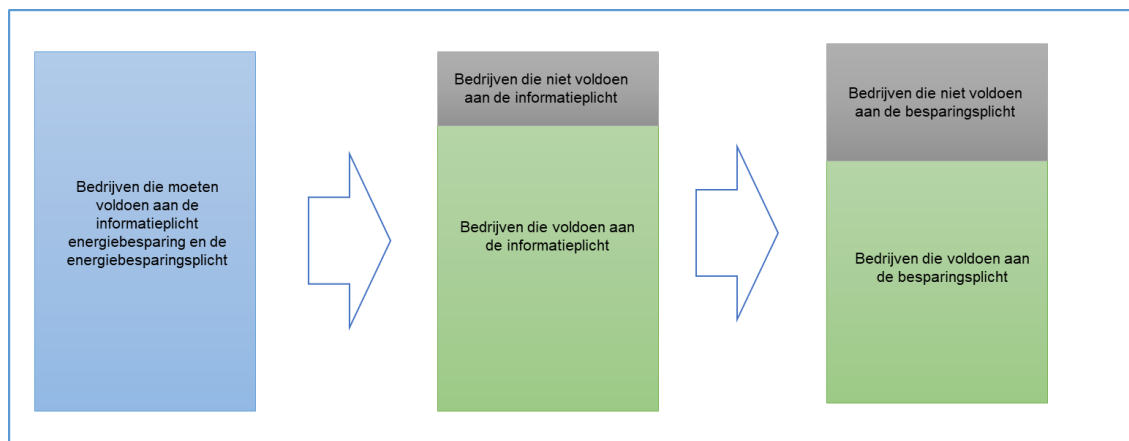 Bedrijven die moeten
voldoen aan de
informatieplicht
energiebesparing en de
energiebesparingsplicht
Bedrijven die niet voldoen
aan de informatieplicht
Bedrijven die voldoen aan
de informatieplicht
Bedrijven die niet voldoen
aan de besparingsplicht
Bedrijven die voldoen aan
de besparingsplicht